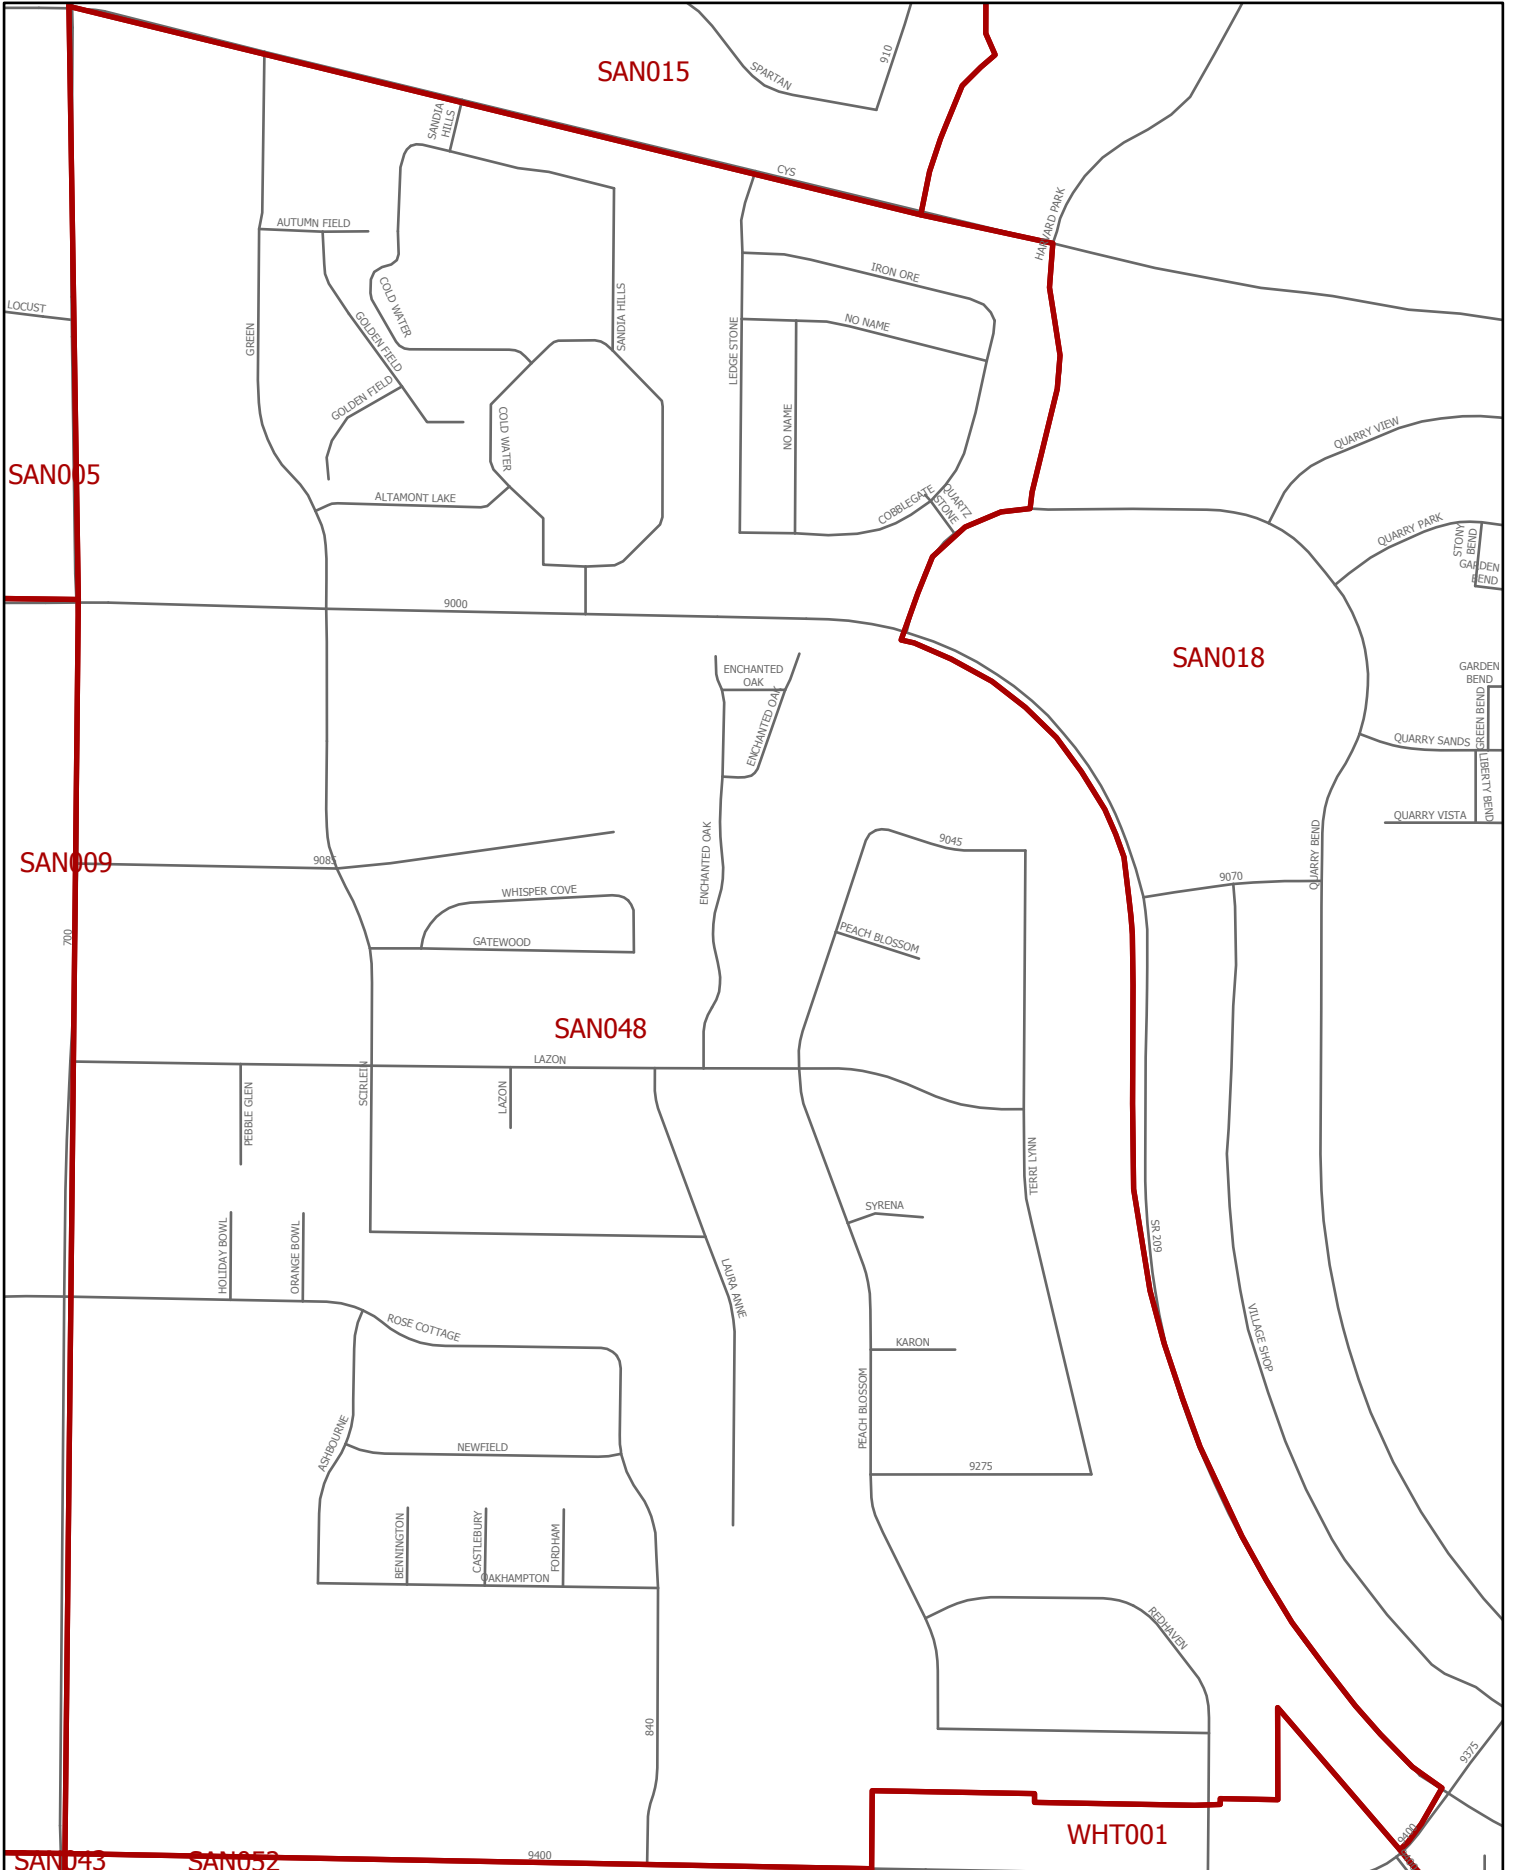 SAN015
SPARTAN
910
SANDIA
HILLS
CYS
HARVARD PARK
AUTUMN FIELD
IRON ORE
COLD WATER
LOCUST
SANDIA HILLS
GREEN
GOLDEN FIELD
LEDGE STONE
NO NAME
GOLDEN FIELD
NO NAME
COLD WATER
QUARRY VIEW
SAN005
ALTAMONT LAKE
COBBLEGATE
QUARTZ
STONE
QUARRY PARK
STONY
BEND
GARDEN
BEND
9000
SAN018
ENCHANTED
OAK
GARDEN
BEND
ENCHANTED OAK
GREEN BEND
QUARRY SANDS
LIBERTY BEND
QUARRY VISTA
9045
QUARRY BEND
SAN009
9085
ENCHANTED OAK
9070
WHISPER COVE
GATEWOOD
PEACH BLOSSOM
700
SAN048
LAZON
SCIRLEIN
LAZON
PEBBLE GLEN
TERRI LYNN
SYRENA
HOLIDAY BOWL
ORANGE BOWL
SR 209
LAURA ANNE
ROSE COTTAGE
VILLAGE SHOP
KARON
PEACH BLOSSOM
ASHBOURNE
NEWFIELD
9275
BENNINGTON
CASTLEBURY
FORDHAM
OAKHAMPTON
REDHAVEN
840
9375
WHT001
9400
SAN043
SAN052
9400